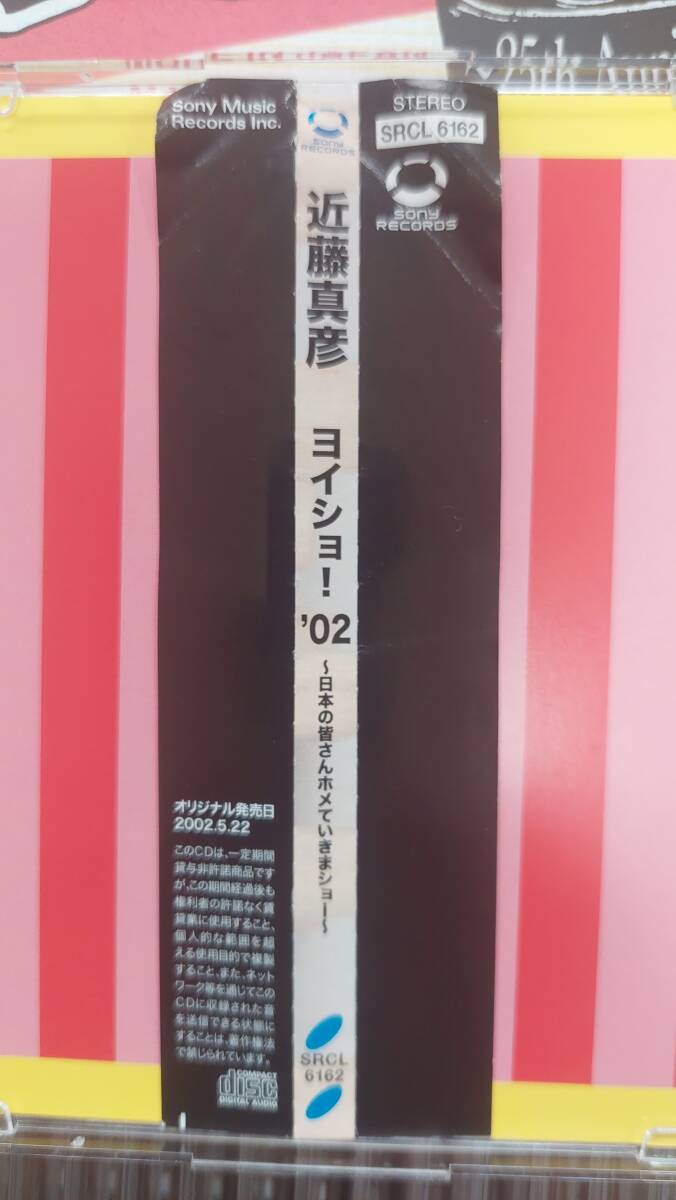 ~25th Anni
Sony Music
Records Inc.
SONY
RECORDS
STEREO
SRCL 6162
SONY
RECORDS
近藤真彦
ヨイショ!
'02
~日本の皆さんホメていきまショー~
オリジナル発売日
2002.5.22
このCDは、一定期間
貸与非許諾商品です
が、この期間経過後も
権利者の許諾なく賃
貸業に使用すること、
個人的な範囲を超
える使用目的で複製
すること、また、ネット
ワーク等を通じてこの
CDに収録された音
を送信できる状態に
することは、著作権法
で禁じられています。
COMPACT
disc
DIGITAL AUDIO
SRCL
6162